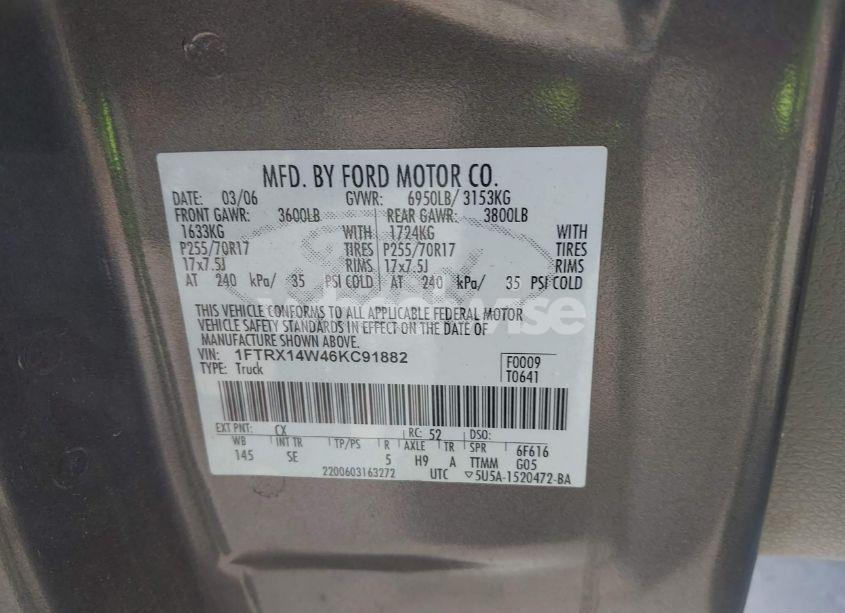 MFD. BY FORD MOTOR CO.
DATE: 03/06 GVWR: 6950LB/ 3153KG
FRONT GAWR: 3600LB REAR GAWR: 3800LB
1633KG WITH 1724KG WITH
P255/70R17 TIRES P255/70R17 TIRES
17x7.5J RIMS 17x7.5J RIMS
AT 240 kPa/ 35 PSI COLD AT 240 kPa/ 35 PSI COLD
THIS VEHICLE CONFORMS TO ALL APPLICABLE FEDERAL MOTOR
VEHICLE SAFETY STANDARDS IN EFFECT ON THE DATE OF
MANUFACTURE SHOWN ABOVE.
VIN: 1FTRX14W46KC91882 F0009
TYPE: Truck T0641
EXT PNT: CX RC: 52 DSO:
WB INT TR TP/PS R AXLE TR SPR 6F616
145 SE 5 H9 A TTMM G05
2200603163272 UTC ▽5U5A-1520472-BA